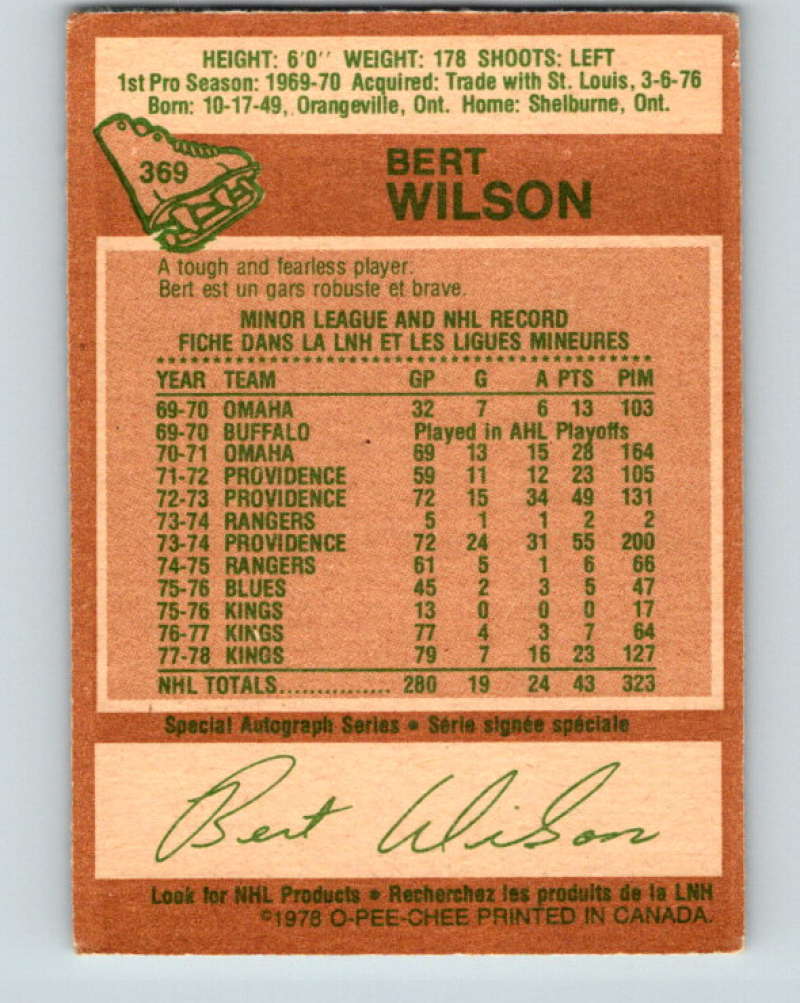 HEIGHT: 6'0'' WEIGHT: 178 SHOOTS: LEFT
1st Pro Season: 1969-70 Acquired: Trade with St. Louis, 3-6-76
Born: 10-17-49, Orangeville, Ont. Home: Shelburne, Ont.
369
BERT
WILSON
A tough and fearless player.
Bert est un gars robuste et brave.
MINOR LEAGUE AND NHL RECORD
FICHE DANS LA LNH ET LES LIGUES MINEURES
YEAR TEAM GP G A PTS PIM
69-70 OMAHA 32 7 6 13 103
69-70 BUFFALO Played in AHL Playoffs
70-71 OMAHA 69 13 15 28 164
71-72 PROVIDENCE 59 11 12 23 105
72-73 PROVIDENCE 72 15 34 49 131
73-74 RANGERS 5 1 1 2 2
73-74 PROVIDENCE 72 24 31 55 200
74-75 RANGERS 61 5 1 6 66
75-76 BLUES 45 2 3 5 47
75-76 KINGS 13 0 0 0 17
76-77 KINGS 77 4 3 7 64
77-78 KINGS 79 7 16 23 127
NHL TOTALS............... 280 19 24 43 323
Special Autograph Series • Série signée spéciale
Bert Wilson
Look for NHL Products • Recherchez les produits de la LNH
©1978 O-PEE-CHEE PRINTED IN CANADA.